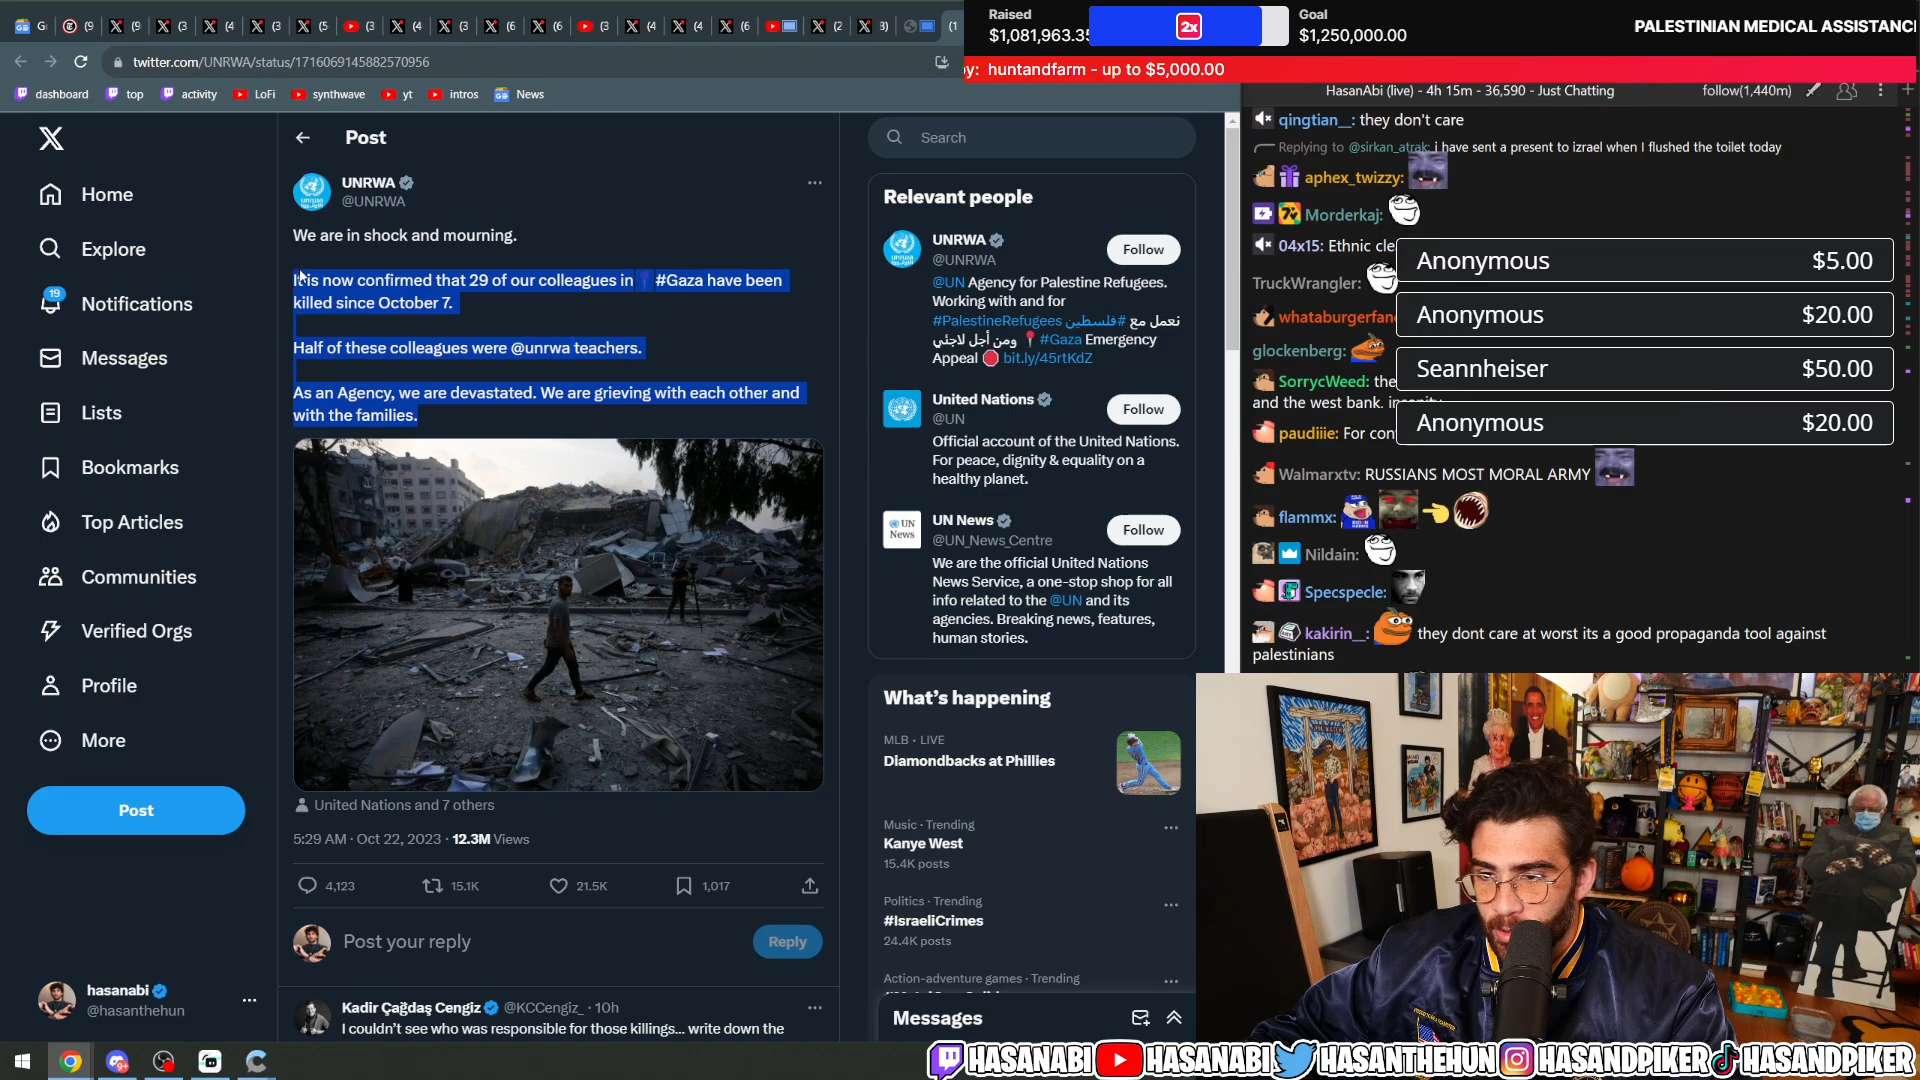 Raised
$1,081,963.35
2x
Goal
$1,250,000.00
PALESTINIAN MEDICAL ASSISTANC
y: huntandfarm - up to $5,000.00
twitter.com/UNRWA/status/1716069145882570956
dashboard
top
activity
LoFi
synthwave
yt
intros
News
Home
Explore
19
Notifications
Messages
Lists
Bookmarks
Top Articles
Communities
Verified Orgs
Profile
More
Post
hasanabi
@hasanthehun
Post
UNRWA
@UNRWA
We are in shock and mourning.
It is now confirmed that 29 of our colleagues in📍 #Gaza have been
killed since October 7.
Half of these colleagues were @unrwa teachers.
As an Agency, we are devastated. We are grieving with each other and
with the families.
United Nations and 7 others
5:29 AM · Oct 22, 2023 · 12.3M Views
4,123
15.1K
21.5K
1,017
Post your reply
Reply
Kadir Çağdaş Cengiz @KCCengiz_ · 10h
I couldn't see who was responsible for those killings... write down the
Search
Relevant people
UNRWA
@UNRWA
Follow
@UN Agency for Palestine Refugees.
Working with and for
#PalestineRefugees نعمل مع #فلسطين
ومن أجل لاجئي 📍 #Gaza Emergency
Appeal 🛑 bit.ly/45rtKdZ
United Nations
@UN
Follow
Official account of the United Nations.
For peace, dignity & equality on a
healthy planet.
UN News
UN News
@UN_News_Centre
Follow
We are the official United Nations
News Service, a one-stop shop for all
info related to the @UN and its
agencies. Breaking news, features,
human stories.
What's happening
MLB · LIVE
Diamondbacks at Phillies
Music · Trending
Kanye West
15.4K posts
Politics · Trending
#IsraeliCrimes
24.4K posts
Action-adventure games · Trending
Messages
HasanAbi (live) - 4h 15m - 36,590 - Just Chatting
follow(1,440m)
qingtian__: they don't care
Replying to @sirkan_atrak: i have sent a present to izrael when I flushed the toilet today
aphex_twizzy:
Morderkaj:
04x15: Ethnic cle
TruckWrangler:
whataburgerfan
glockenberg:
SorrycWeed: the
and the west bank. insanity
paudiiie: For con
Walmarxtv: RUSSIANS MOST MORAL ARMY
flammx:
Nildain:
Specspecle:
kakirin__: they dont care at worst its a good propaganda tool against
palestinians
Anonymous $5.00
Anonymous $20.00
Seannheiser $50.00
Anonymous $20.00
HASANABI
HASANABI
HASANTHEHUN
HASANDPIKER
HASANDPIKER